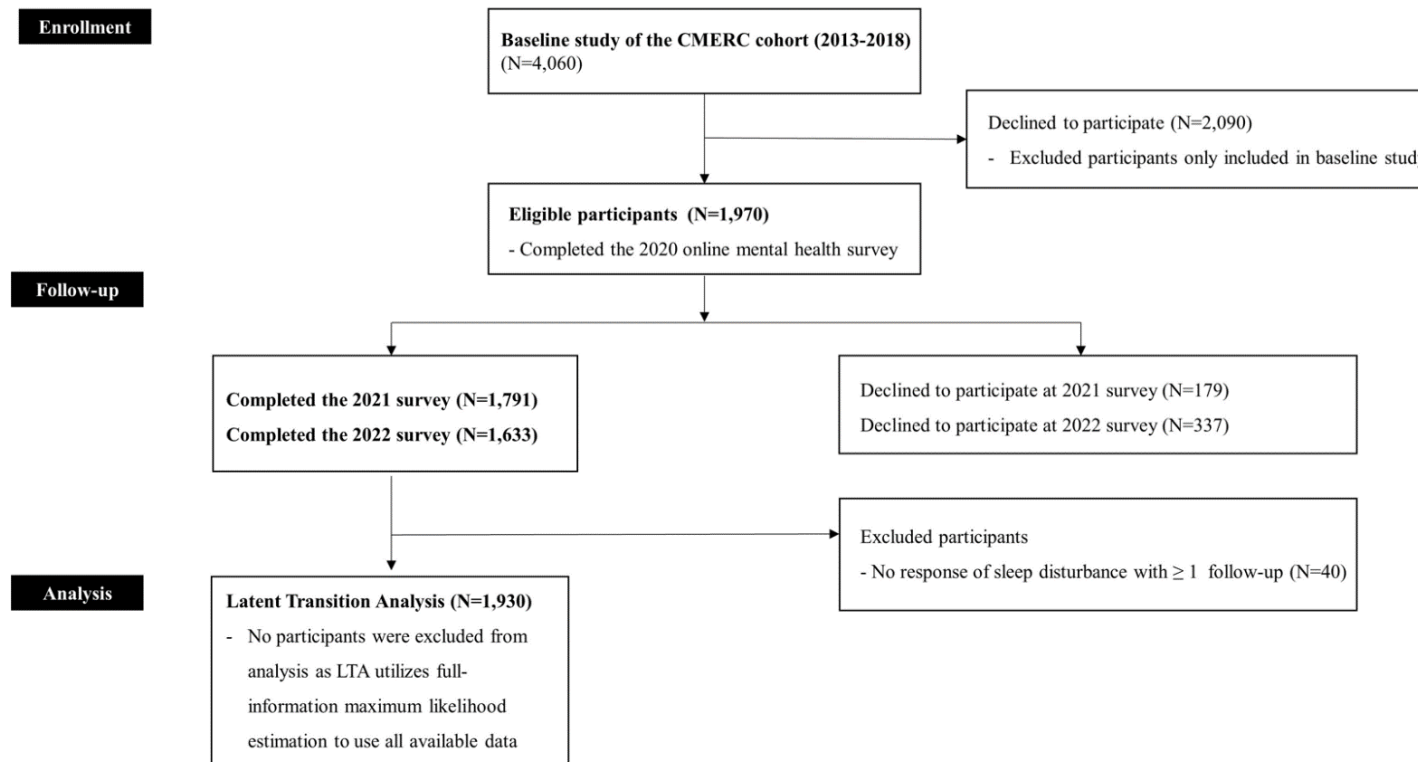 Enrollment
Baseline study of the CMERC cohort (2013-2018)
(N=4,060)
Declined to participate (N=2,090)
- Excluded participants only included in baseline study
Eligible participants (N=1,970)
- Completed the 2020 online mental health survey
Follow-up
Completed the 2021 survey (N=1,791)
Completed the 2022 survey (N=1,633)
Declined to participate at 2021 survey (N=179)
Declined to participate at 2022 survey (N=337)
Excluded participants
- No response of sleep disturbance with ≥ 1 follow-up (N=40)
Analysis
Latent Transition Analysis (N=1,930)
- No participants were excluded from
analysis as LTA utilizes full-
information maximum likelihood
estimation to use all available data